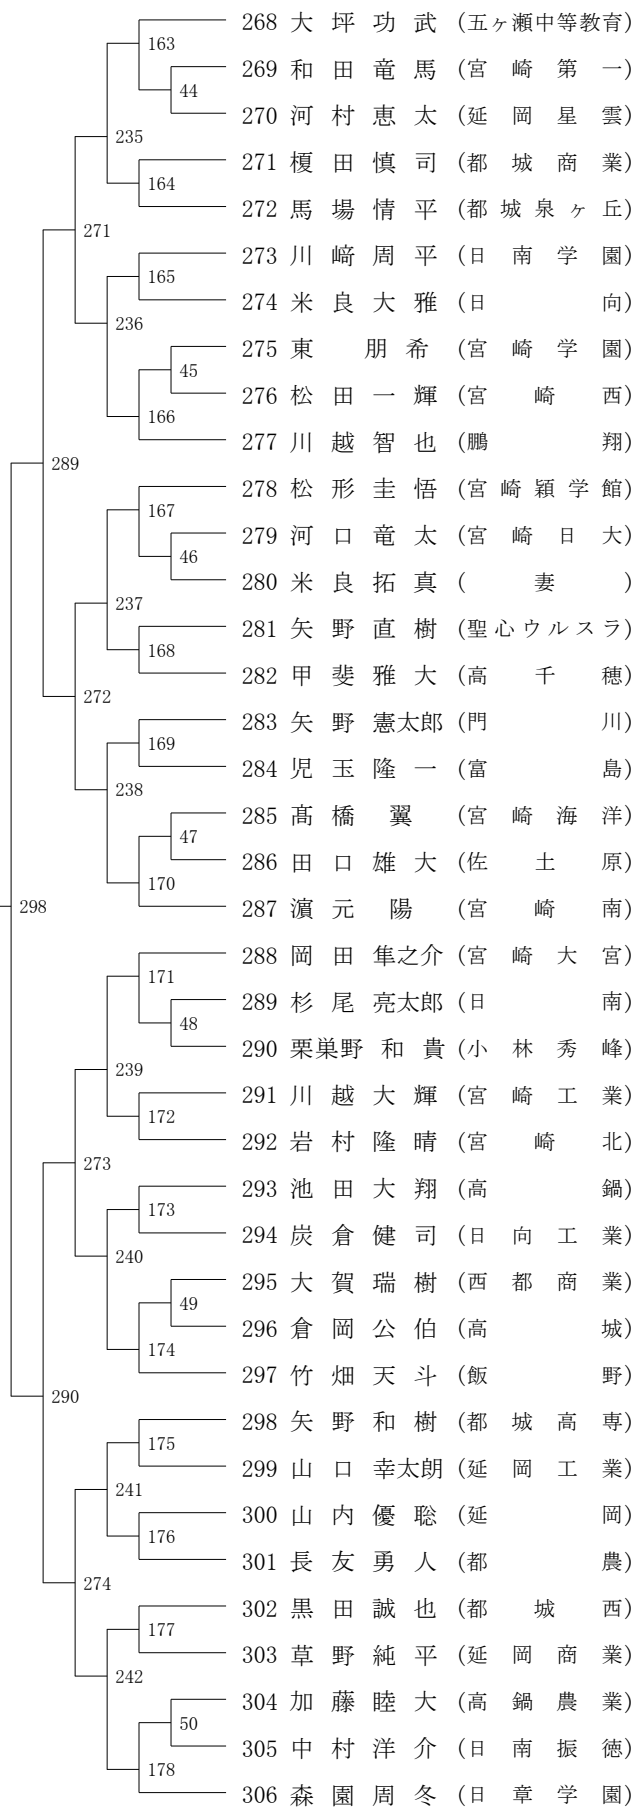 268 大坪功武 (五ヶ瀬中等教育)
163
269 和田竜馬 (宮崎第一)
44
270 河村恵太 (延岡星雲)
235
271 榎田慎司 (都城商業)
164
272 馬場情平 (都城泉ヶ丘)
271
273 川﨑周平 (日南学園)
165
274 米良大雅 (日向)
236
275 東朋希 (宮崎学園)
45
276 松田一輝 (宮崎西)
166
277 川越智也 (鵬翔)
289
278 松形圭悟 (宮崎穎学館)
167
279 河口竜太 (宮崎日大)
46
280 米良拓真 (妻)
237
281 矢野直樹 (聖心ウルスラ)
168
282 甲斐雅大 (高千穂)
272
283 矢野憲太郎 (門川)
169
284 児玉隆一 (富島)
238
285 髙橋翼 (宮崎海洋)
47
286 田口雄大 (佐土原)
170
287 濵元陽 (宮崎南)
298
288 岡田隼之介 (宮崎大宮)
171
289 杉尾亮太郎 (日南)
48
290 栗巣野和貴 (小林秀峰)
239
291 川越大輝 (宮崎工業)
172
292 岩村隆晴 (宮崎北)
273
293 池田大翔 (高鍋)
173
294 炭倉健司 (日向工業)
240
295 大賀瑞樹 (西都商業)
49
296 倉岡公伯 (高城)
174
297 竹畑天斗 (飯野)
290
298 矢野和樹 (都城高専)
175
299 山口幸太朗 (延岡工業)
241
300 山内優聡 (延岡)
176
301 長友勇人 (都農)
274
302 黒田誠也 (都城西)
177
303 草野純平 (延岡商業)
242
304 加藤睦大 (高鍋農業)
50
305 中村洋介 (日南振徳)
178
306 森園周冬 (日章学園)